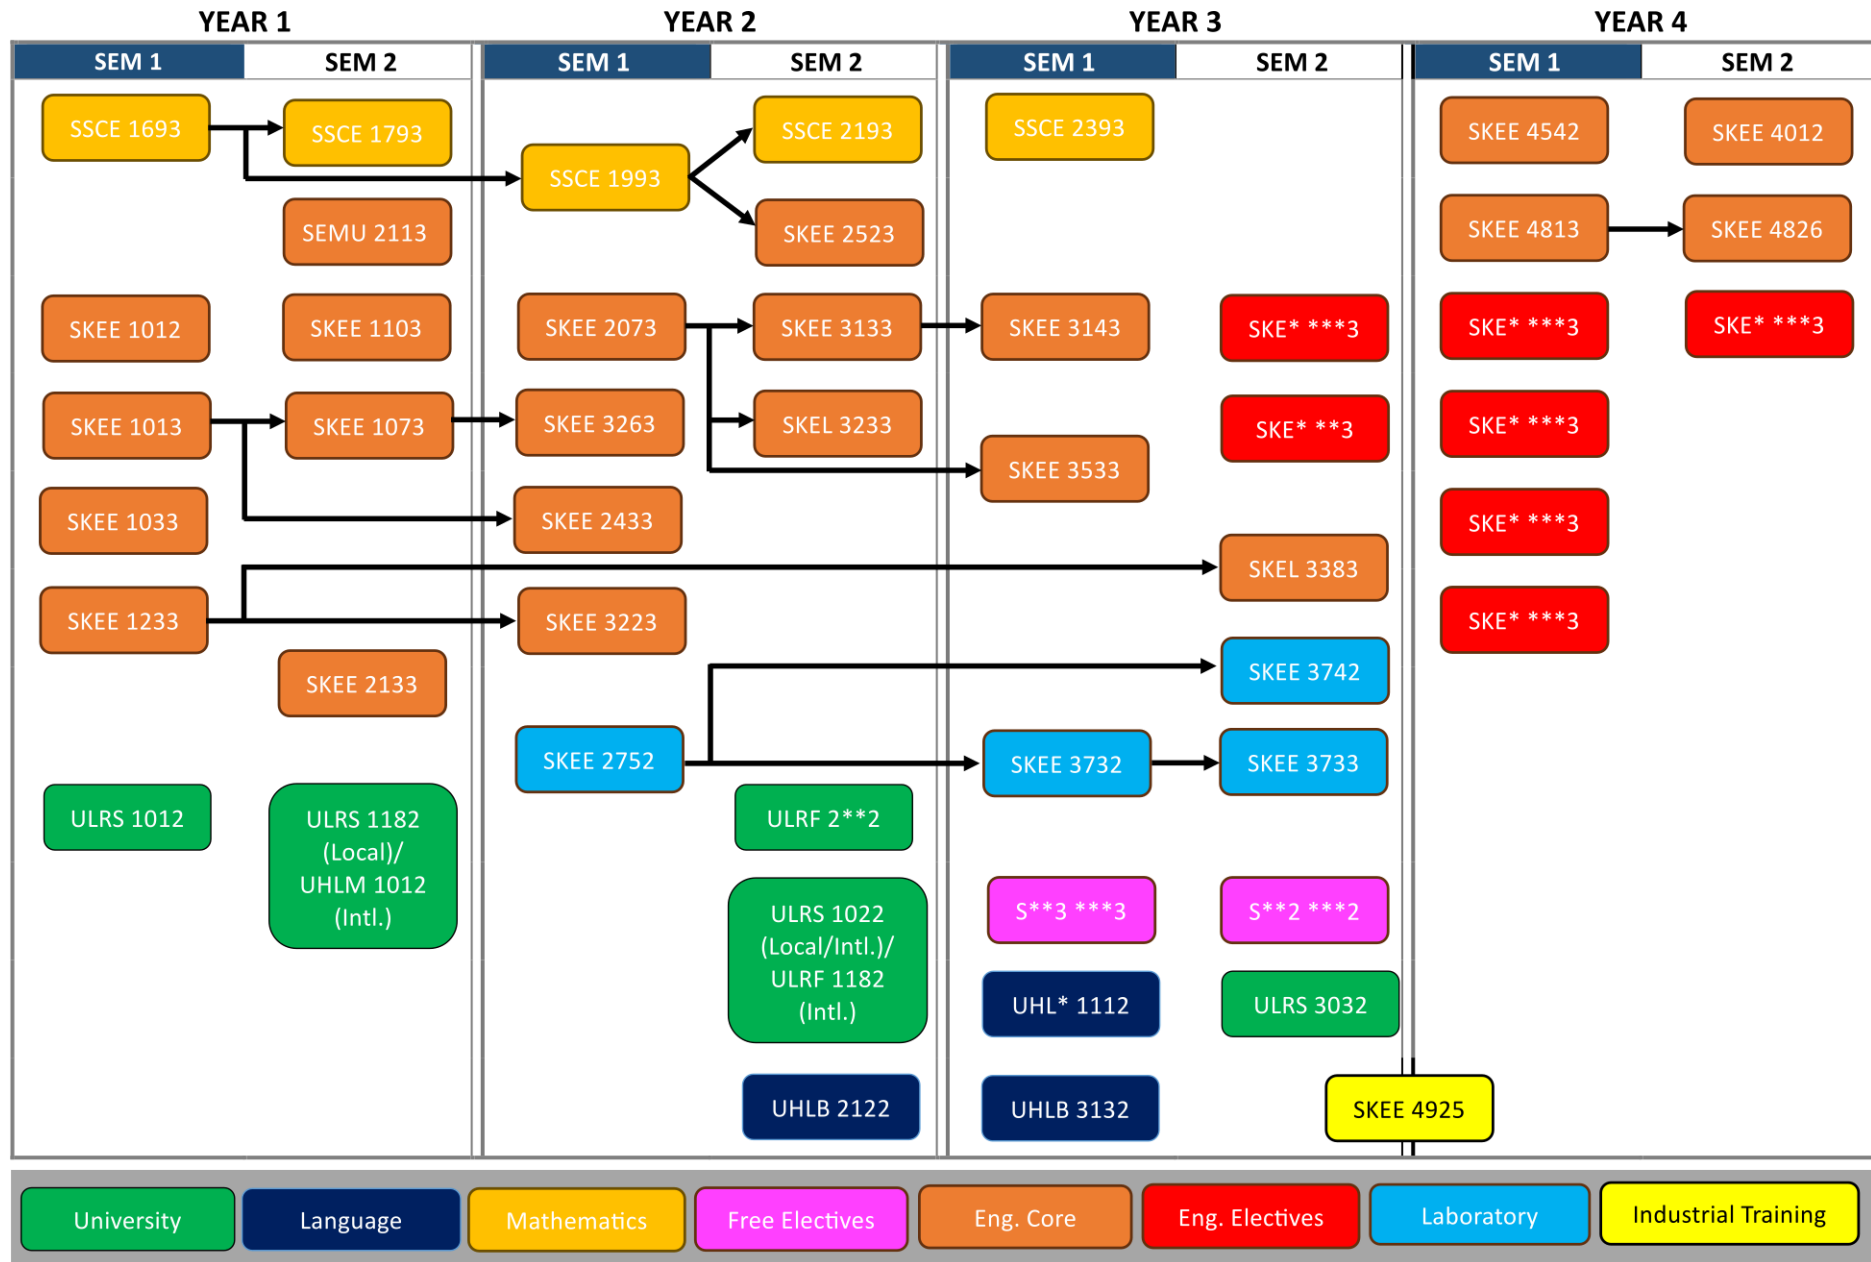 YEAR 1
YEAR 2
YEAR 3
YEAR 4
SEM 1
SEM 2
SEM 1
SEM 2
SEM 1
SEM 2
SEM 1
SEM 2
SSCE 1693
SSCE 1793
SEMU 2113
SKEE 1012
SKEE 1103
SKEE 1013
SKEE 1073
SKEE 1033
SKEE 1233
SKEE 2133
ULRS 1012
ULRS 1182
(Local)/
UHLM 1012
(Intl.)
SSCE 1993
SSCE 2193
SKEE 2523
SKEE 2073
SKEE 3133
SKEE 3263
SKEL 3233
SKEE 2433
SKEE 3223
SKEE 2752
ULRF 2**2
ULRS 1022
(Local/Intl.)/
ULRF 1182
(Intl.)
UHLB 2122
SSCE 2393
SKEE 3143
SKE* ***3
SKE* **3
SKEE 3533
SKEL 3383
SKEE 3742
SKEE 3732
SKEE 3733
S**3 ***3
S**2 ***2
UHL* 1112
ULRS 3032
UHLB 3132
SKEE 4925
SKEE 4542
SKEE 4012
SKEE 4813
SKEE 4826
SKE* ***3
SKE* ***3
SKE* ***3
SKE* ***3
SKE* ***3
University
Language
Mathematics
Free Electives
Eng. Core
Eng. Electives
Laboratory
Industrial Training